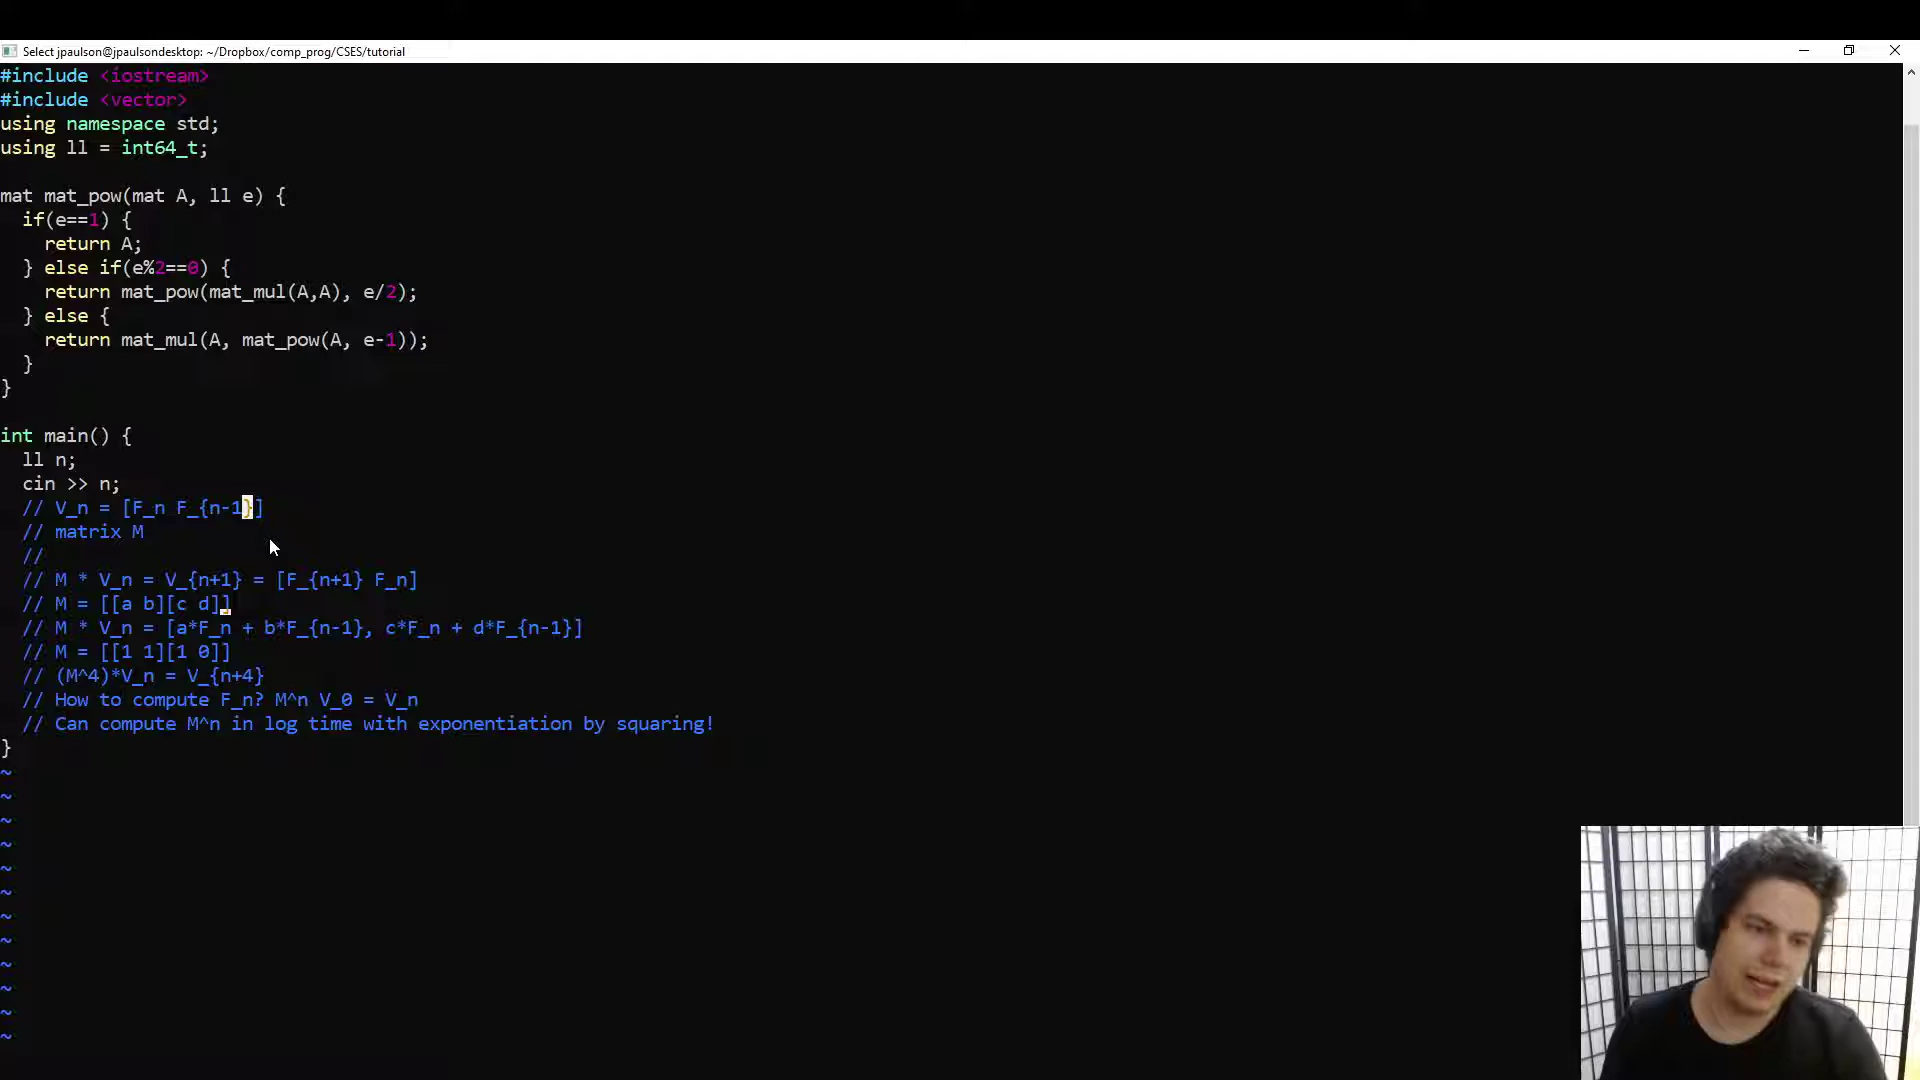 Select jpaulson@jpaulsondesktop: ~/Dropbox/comp_prog/CSES/tutorial
#include <iostream>
#include <vector>
using namespace std;
using ll = int64_t;
mat mat_pow(mat A, ll e) {
if(e==1) {
return A;
} else if(e%2==0) {
return mat_pow(mat_mul(A,A), e/2);
} else {
return mat_mul(A, mat_pow(A, e-1));
}
}
int main() {
ll n;
cin >> n;
// V_n = [F_n F_{n-1}]
// matrix M
//
// M * V_n = V_{n+1} = [F_{n+1} F_n]
// M = [[a b][c d]]
// M * V_n = [a*F_n + b*F_{n-1}, c*F_n + d*F_{n-1}]
// M = [[1 1][1 0]]
// (M^4)*V_n = V_{n+4}
// How to compute F_n? M^n V_0 = V_n
// Can compute M^n in log time with exponentiation by squaring!
}
~
~
~
~
~
~
~
~
~
~
~
~